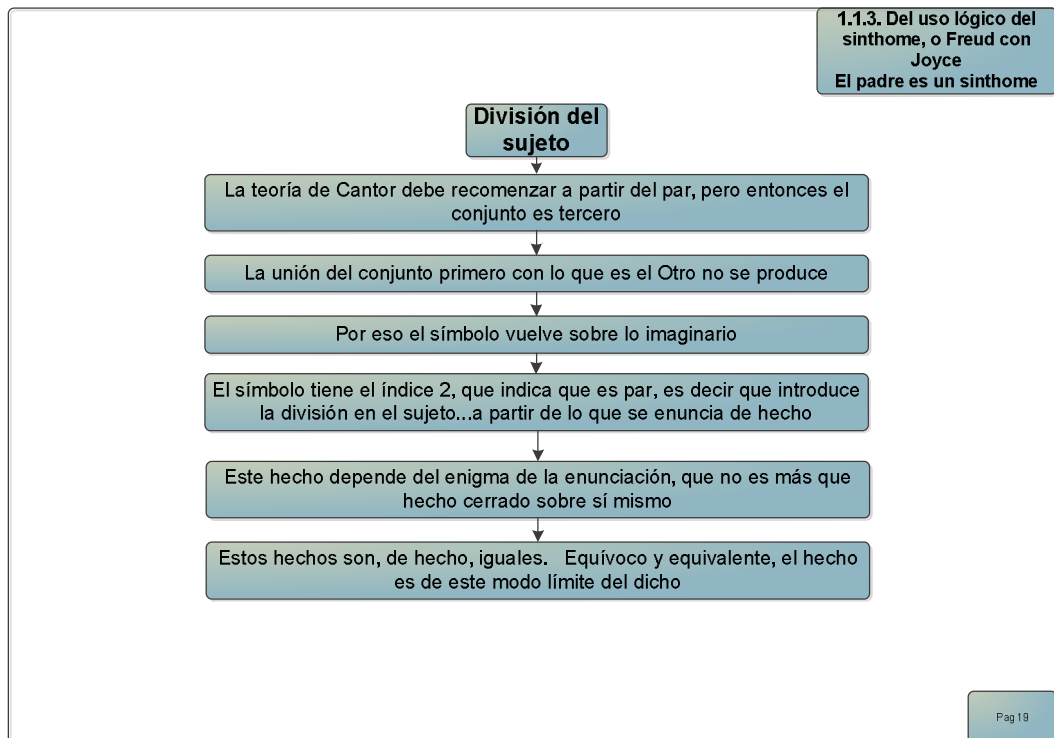 1.1.3. Del uso lógico del
sinthome, o Freud con
Joyce
El padre es un sinthome
División del
sujeto
La teoría de Cantor debe recomenzar a partir del par, pero entonces el
conjunto es tercero
La unión del conjunto primero con lo que es el Otro no se produce
Por eso el símbolo vuelve sobre lo imaginario
El símbolo tiene el índice 2, que indica que es par, es decir que introduce
la división en el sujeto...a partir de lo que se enuncia de hecho
Este hecho depende del enigma de la enunciación, que no es más que
hecho cerrado sobre sí mismo
Estos hechos son, de hecho, iguales. Equívoco y equivalente, el hecho
es de este modo límite del dicho
Pag 19